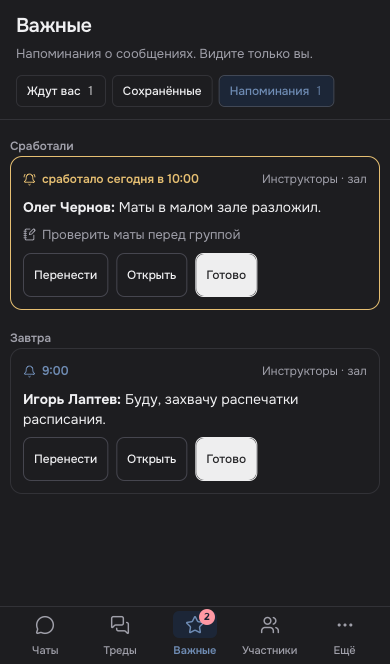 Важные
Напоминания о сообщениях. Видите только вы.
Ждут вас 1 Сохранённые Напоминания 1
Сработали
сработало сегодня в 10:00 Инструкторы · зал
Олег Чернов: Маты в малом зале разложил.
Проверить маты перед группой
Перенести Открыть Готово
Завтра
9:00 Инструкторы · зал
Игорь Лаптев: Буду, захвачу распечатки
расписания.
Перенести Открыть Готово
2
Чаты Треды Важные Участники Ещё